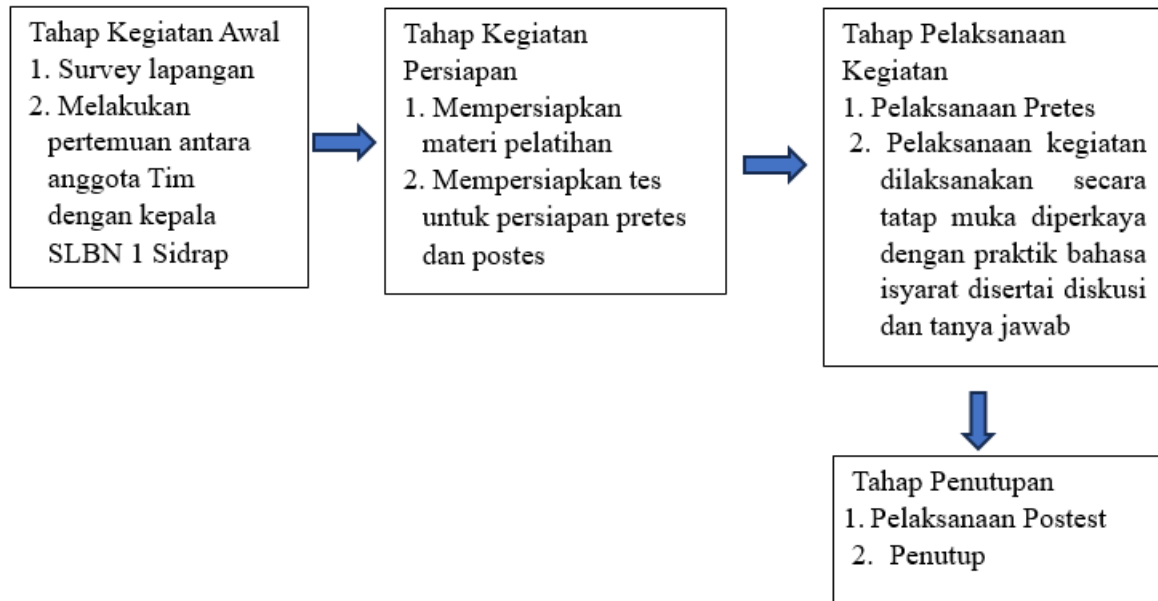 Tahap Kegiatan Awal
1. Survey lapangan
2. Melakukan
pertemuan antara
anggota Tim
dengan kepala
SLBN 1 Sidrap
Tahap Kegiatan
Persiapan
1. Mempersiapkan
materi pelatihan
2. Mempersiapkan tes
untuk persiapan pretes
dan postes
Tahap Pelaksanaan
Kegiatan
1. Pelaksanaan Pretes
2. Pelaksanaan kegiatan
dilaksanakan secara
tatap muka diperkaya
dengan praktik bahasa
isyarat disertai diskusi
dan tanya jawab
Tahap Penutupan
1. Pelaksanaan Postest
2. Penutup